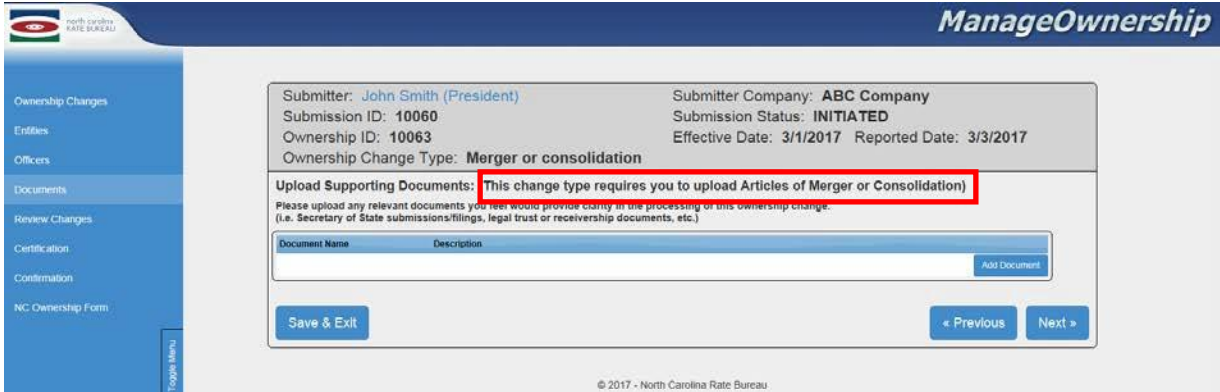 north carolina
RATE BUREAU
ManageOwnership
Ownership Changes
Entities
Officers
Documents
Review Changes
Certification
Confirmation
NC Ownership Form
Toggle Menu
Submitter: John Smith (President)
Submitter Company: ABC Company
Submission ID: 10060
Submission Status: INITIATED
Ownership ID: 10063
Effective Date: 3/1/2017 Reported Date: 3/3/2017
Ownership Change Type: Merger or consolidation
Upload Supporting Documents: This change type requires you to upload Articles of Merger or Consolidation)
Please upload any relevant documents you feel would provide clarity in the processing of this ownership change.
(i.e. Secretary of State submissions/filings, legal trust or receivership documents, etc.)
Document Name Description
Add Document
Save & Exit
« Previous
Next »
© 2017 - North Carolina Rate Bureau